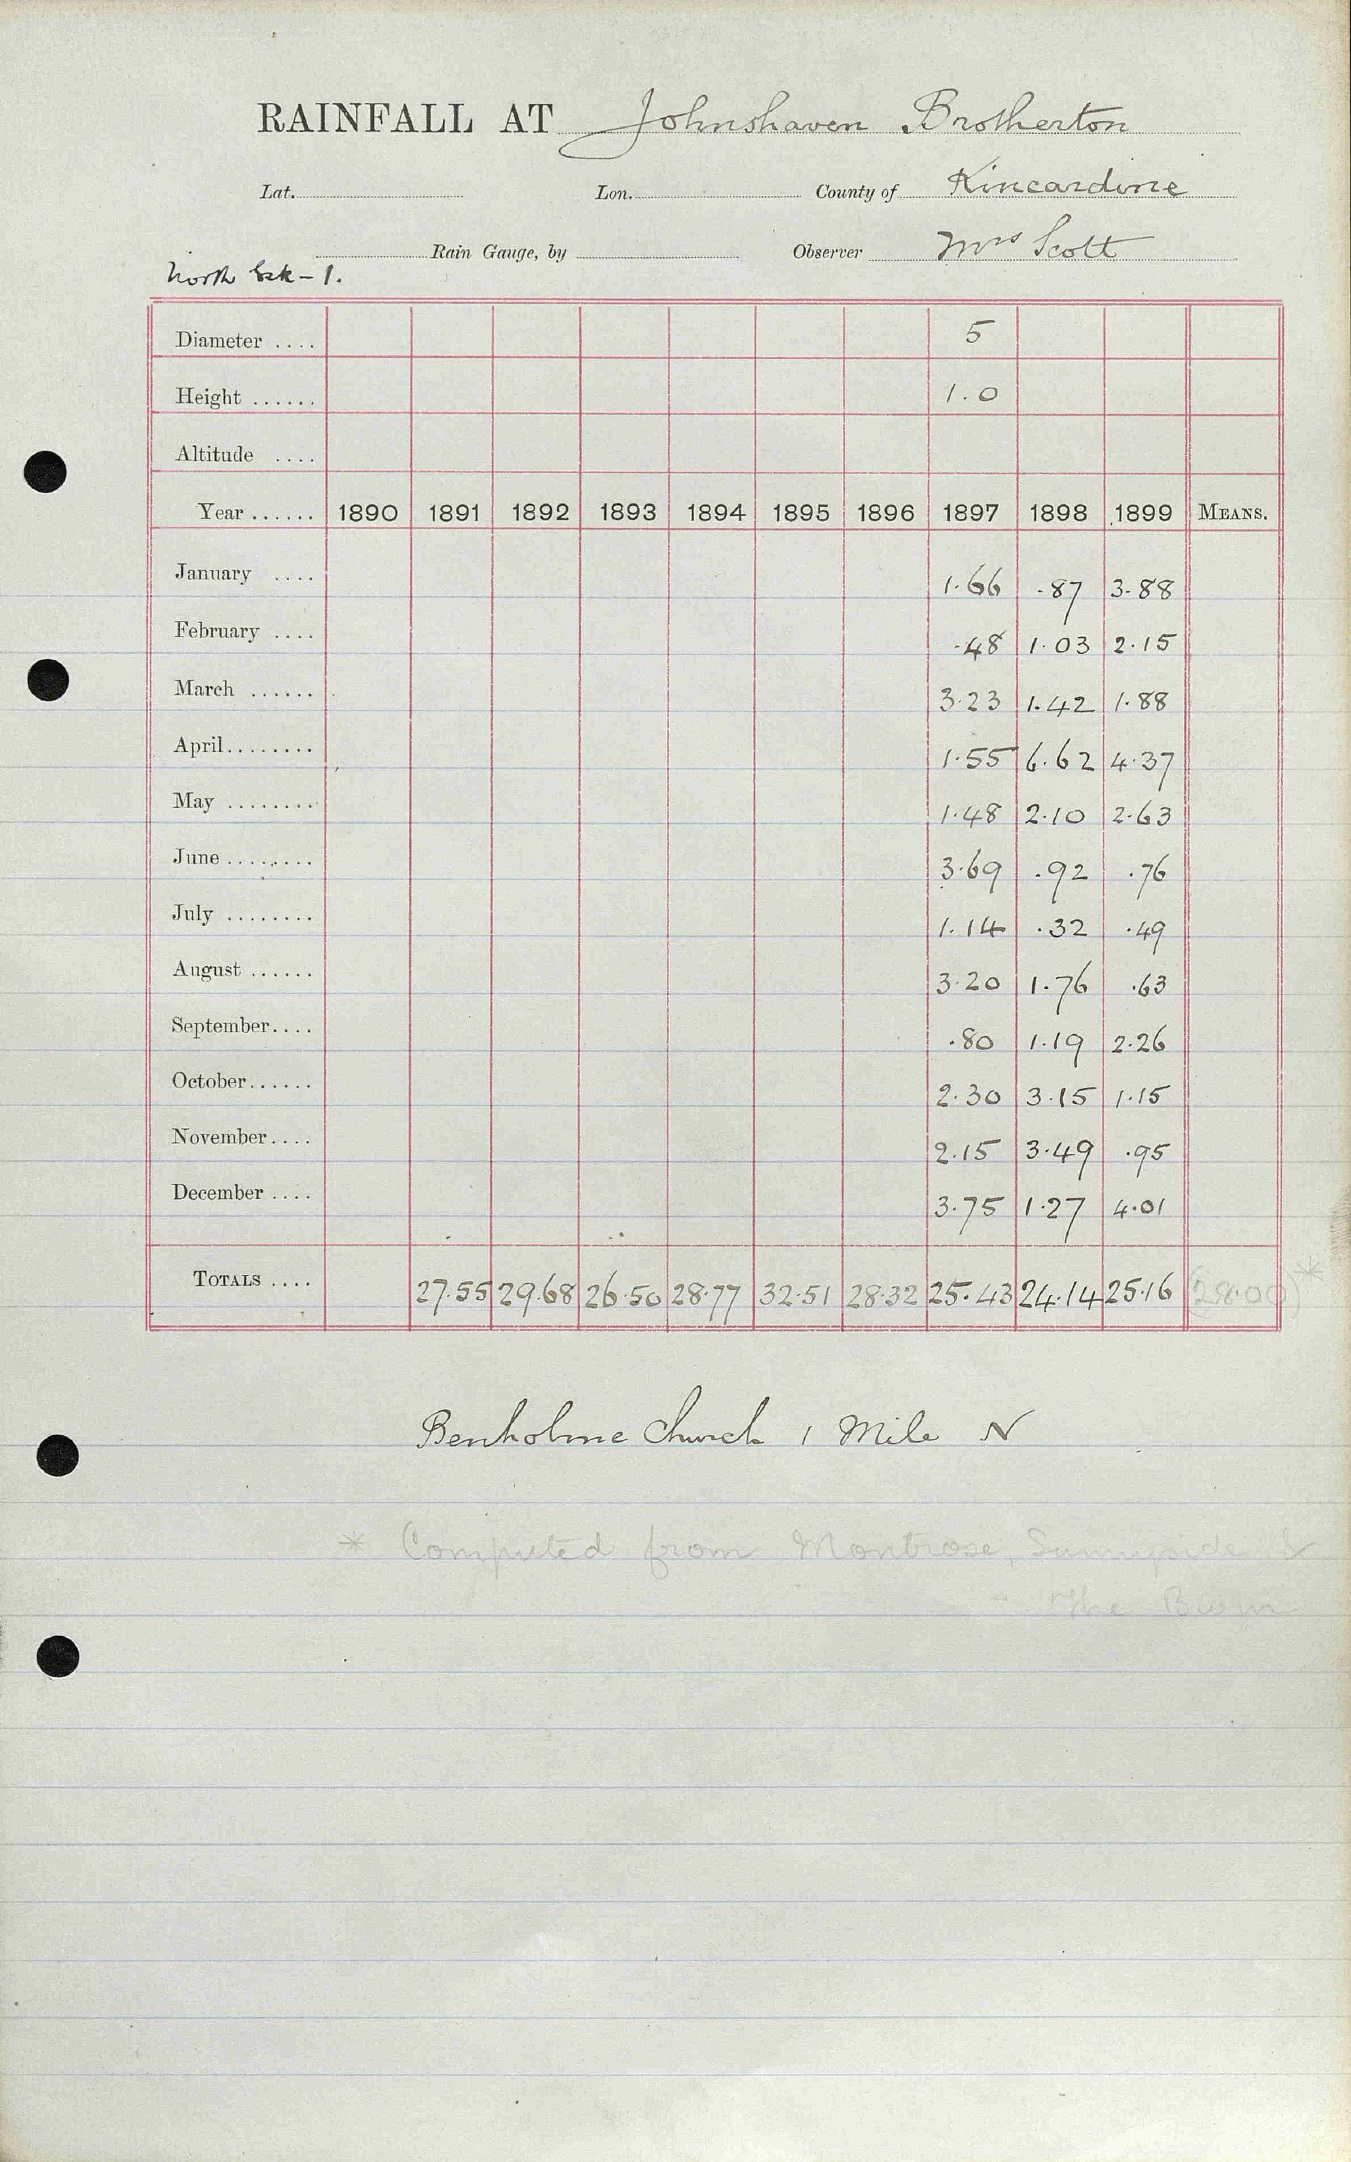 RAINFALL AT Johnshaven Brotherton
Lat. Lon. County of Kincardine
Rain Gauge, by Observer Mrs Scott
North Esk - 1.
Diameter .... 5
Height ...... 1.0
Altitude ....
Year ...... 1890 1891 1892 1893 1894 1895 1896 1897 1898 1899 MEANS.
January .... 1.66 .87 3.88
February .... .48 1.03 2.15
March ...... 3.23 1.42 1.88
April ........ 1.55 6.62 4.37
May ........ 1.48 2.10 2.63
June ........ 3.69 .92 .76
July ........ 1.14 .32 .49
August ...... 3.20 1.76 .63
September.... .80 1.19 2.26
October...... 2.30 3.15 1.15
November.... 2.15 3.49 .95
December .... 3.75 1.27 4.01
TOTALS .... 27.55 29.68 26.50 28.77 32.51 28.32 25.43 24.14 25.16 (28.00)*
Benholme Church 1 Mile N
* Computed from Montrose, Sunnyside &
The Burn